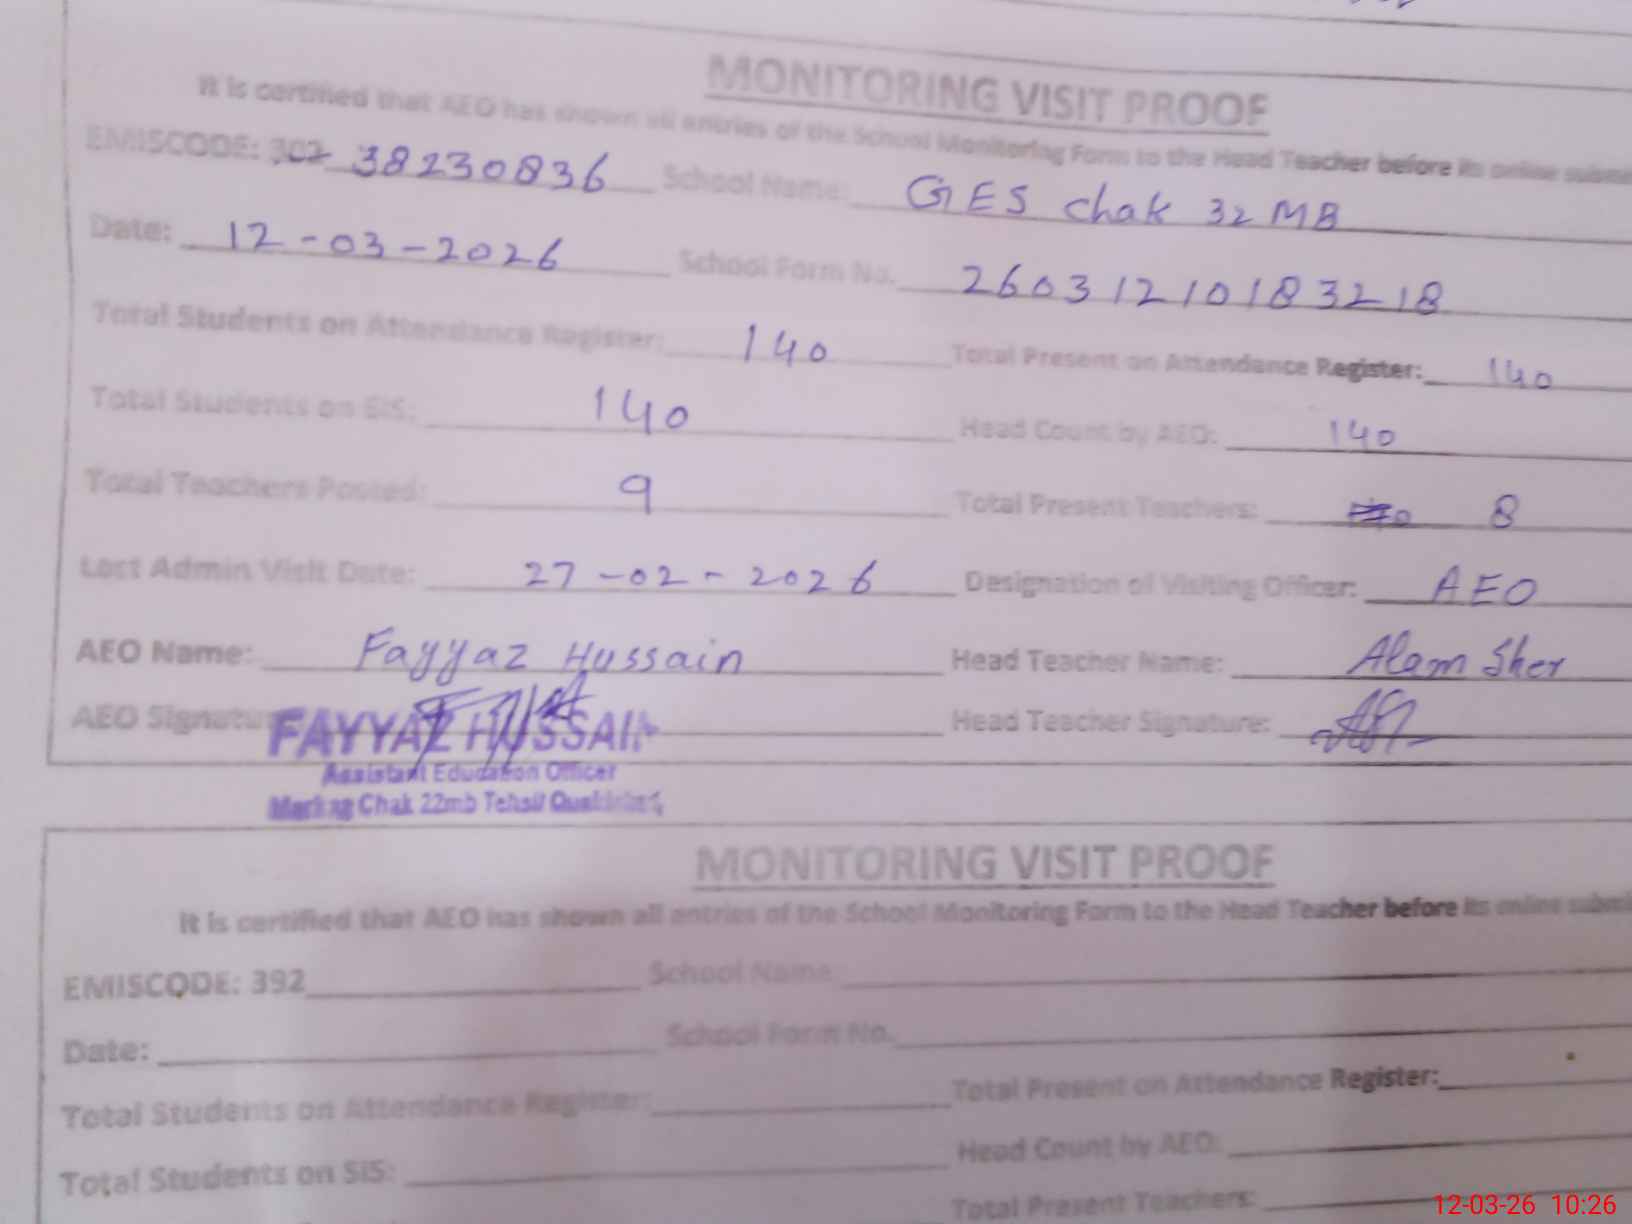 MONITORING VISIT PROOF
It is certified that AEO has shown all entries of the School Monitoring Form to the Head Teacher before its online
EMISCODE: 38230836 School Name: GES Chak 32 MB
Date: 12-03-2026 School Form No. 26031210183218
Total Students on Attendance Register: 140 Total Present on Attendance Register: 140
Total Students on SIS: 140 Head Count by AEO: 140
Total Teachers Posted: 9 Total Present Teachers: 8
Last Admin Visit Date: 27-02-2026 Designation of Visiting Officer: AEO
AEO Name: Fayyaz Hussain Head Teacher Name: Alam Sher
AEO Signature Head Teacher Signature:
FAYYAZ HUSSAIN
Assistant Education Officer
Chak 22mb Tehsil
MONITORING VISIT PROOF
It is certified that AEO has shown all entries of the School Monitoring Form to the Head Teacher before its online
EMISCODE: 392 School Name
Date: School Form No.
Total Students on Attendance Register: Total Present on Attendance Register:
Total Students on SIS: Head Count by AEO:
Total Present Teachers:
12-03-26 10:26